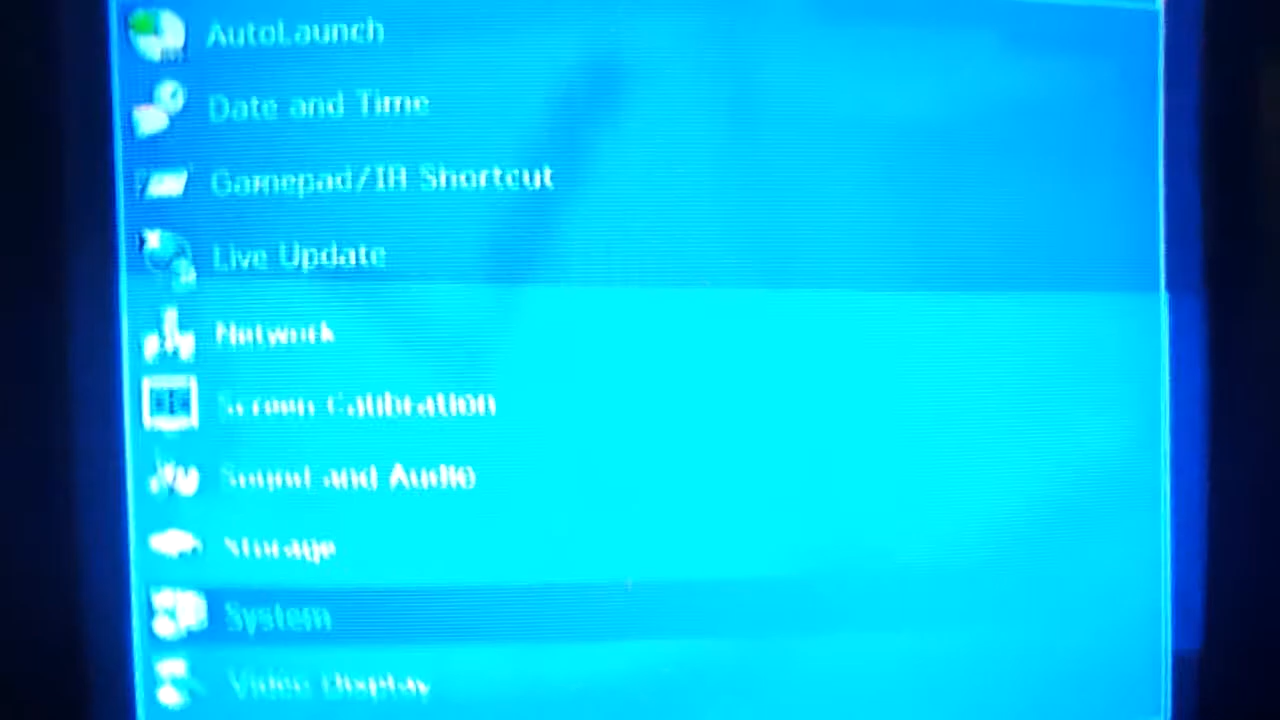 AutoLaunch
Date and Time
Gamepad/IR Shortcut
Live Update
Network
Screen Calibration
Sound and Audio
Storage
System
Video Display